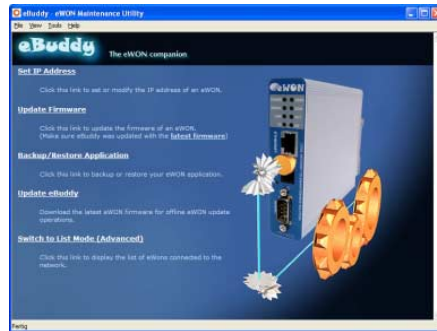 eBuddy - eWON Maintenance Utility
File View Tools Help
eBuddy The eWON companion
Set IP Address
Click this link to set or modify the IP address of an eWON.
Update Firmware
Click this link to update the firmware of an eWON.
(Make sure eBuddy was updated with the latest firmware)
Backup/Restore Application
Click this link to backup or restore your eWON application.
Update eBuddy
Download the latest eWON firmware for offline eWON update
operations.
Switch to List Mode (Advanced)
Click this link to display the list of eWONs connected to the
network.
eWON
Fertig